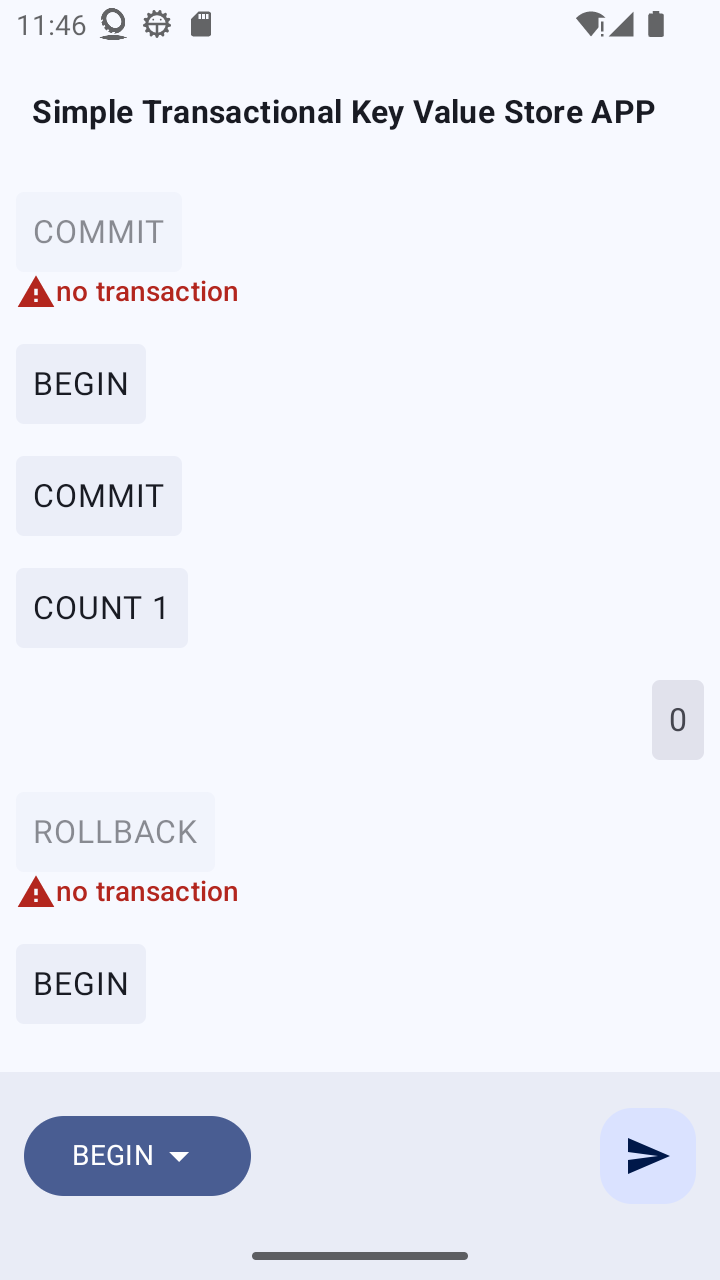 11:46
Simple Transactional Key Value Store APP
COMMIT
no transaction
BEGIN
COMMIT
COUNT 1
0
ROLLBACK
no transaction
BEGIN
BEGIN